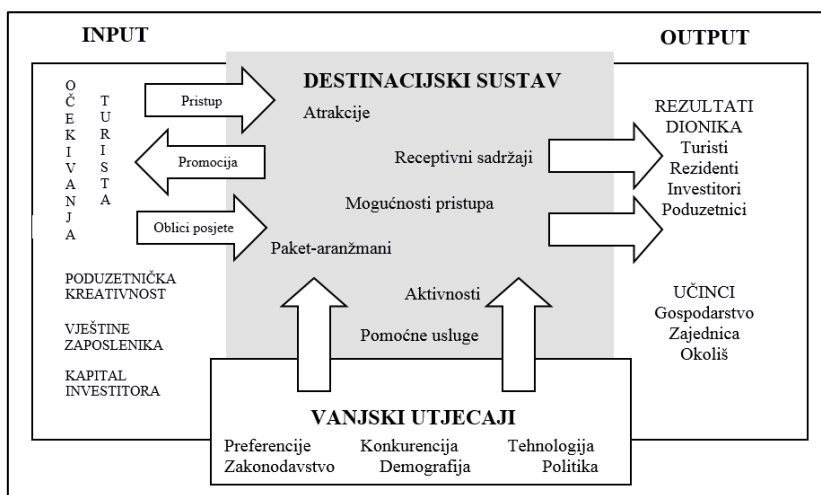 INPUT
OČEKIVANJA
TURISTA
Pristup
Promocija
Oblici posjete
PODUZETNIČKA
KREATIVNOST
VJEŠTINE
ZAPOSLENIKA
KAPITAL
INVESTITORA
DESTINACIJSKI SUSTAV
Atrakcije
Receptivni sadržaji
Mogućnosti pristupa
Paket-aranžmani
Aktivnosti
Pomoćne usluge
OUTPUT
REZULTATI
DIONIKA
Turisti
Rezidenti
Investitori
Poduzetnici
UČINCI
Gospodarstvo
Zajednica
Okoliš
VANJSKI UTJECAJI
Preferencije Konkurencija Tehnologija
Zakonodavstvo Demografija Politika